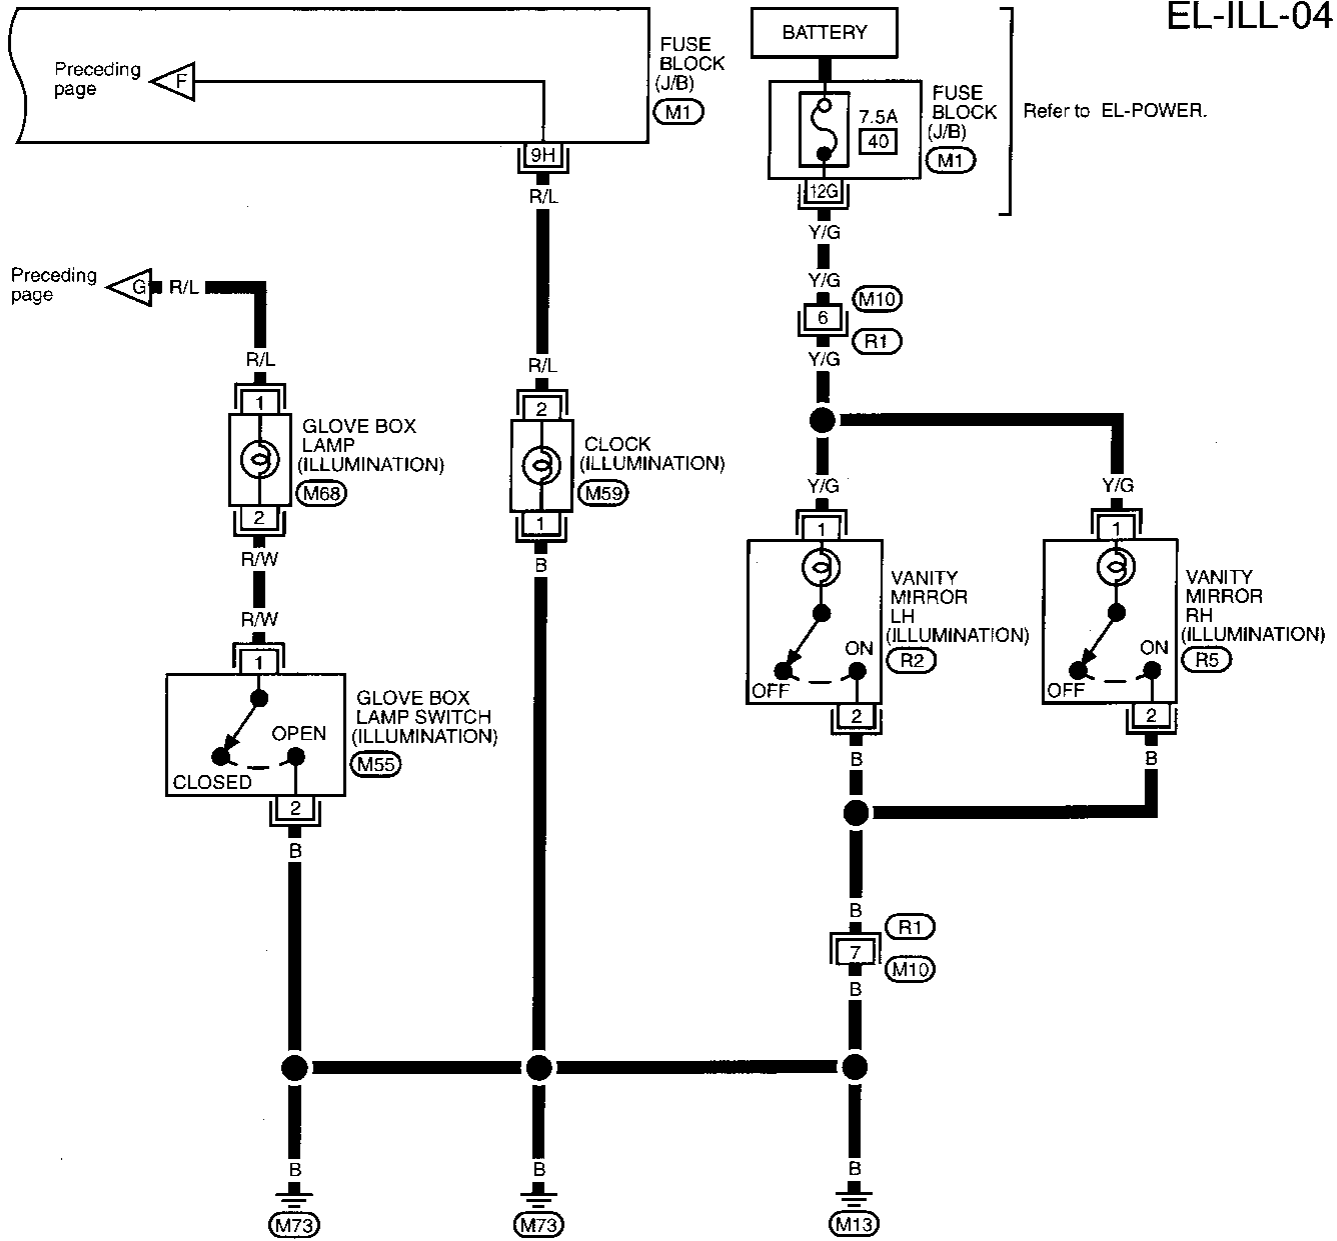 EL-ILL-04
Preceding
page
F
FUSE
BLOCK
(J/B)
M1
9H
R/L
BATTERY
7.5A
40
FUSE
BLOCK
(J/B)
M1
12G
Refer to EL-POWER.
Y/G
Y/G
M10
6
R1
Y/G
Preceding
page
G
R/L
R/L
1
GLOVE BOX
LAMP
(ILLUMINATION)
M68
2
R/W
R/W
1
GLOVE BOX
LAMP SWITCH
(ILLUMINATION)
M55
OPEN
CLOSED
2
B
R/L
2
CLOCK
(ILLUMINATION)
M59
1
B
Y/G
1
VANITY
MIRROR
LH
(ILLUMINATION)
R2
ON
OFF
2
B
Y/G
1
VANITY
MIRROR
RH
(ILLUMINATION)
R5
ON
OFF
2
B
B
R1
7
M10
B
B
M73
B
M73
B
M13